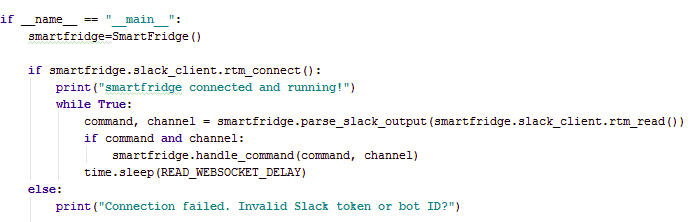 if __name__ == "__main__":
    smartfridge=SmartFridge()

    if smartfridge.slack_client.rtm_connect():
        print("smartfridge connected and running!")
        while True:
            command, channel = smartfridge.parse_slack_output(smartfridge.slack_client.rtm_read())
            if command and channel:
                smartfridge.handle_command(command, channel)
            time.sleep(READ_WEBSOCKET_DELAY)
    else:
        print("Connection failed. Invalid Slack token or bot ID?")